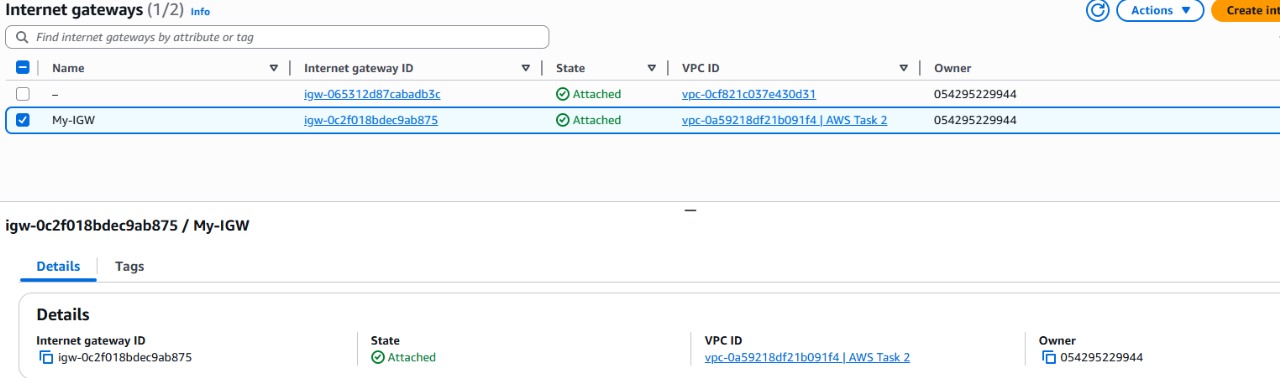 Internet gateways (1/2) Info
Actions
Create int
Find internet gateways by attribute or tag
Name Internet gateway ID State VPC ID Owner
– igw-065312d87cabadb3c Attached vpc-0cf821c037e430d31 054295229944
My-IGW igw-0c2f018bdec9ab875 Attached vpc-0a59218df21b091f4 | AWS Task 2 054295229944
igw-0c2f018bdec9ab875 / My-IGW
Details Tags
Details
Internet gateway ID State VPC ID Owner
igw-0c2f018bdec9ab875 Attached vpc-0a59218df21b091f4 | AWS Task 2 054295229944